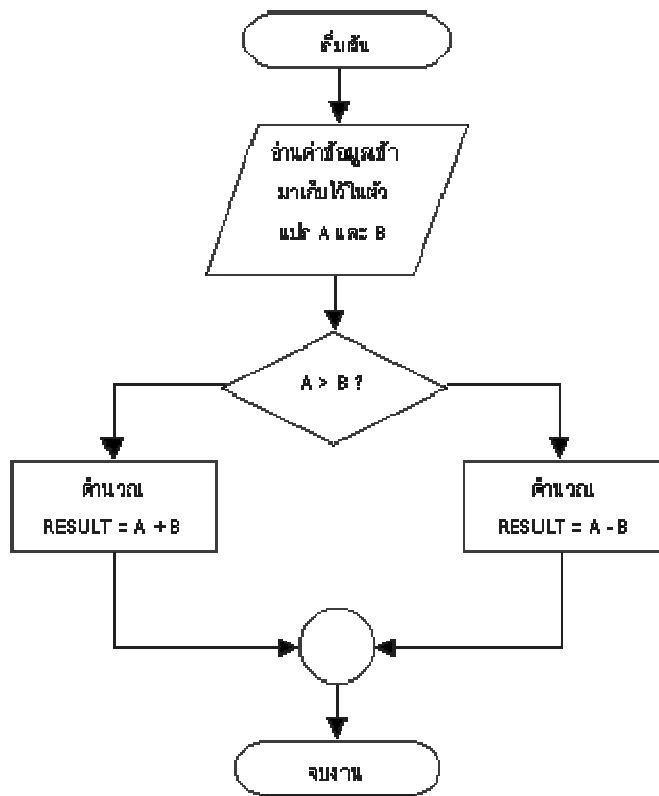 เริ่มต้น
อ่านค่าข้อมูลเข้า
มาเก็บไว้ในตัว
แปร A และ B
A > B ?
คำนวณ
RESULT = A + B
คำนวณ
RESULT = A - B
จบงาน